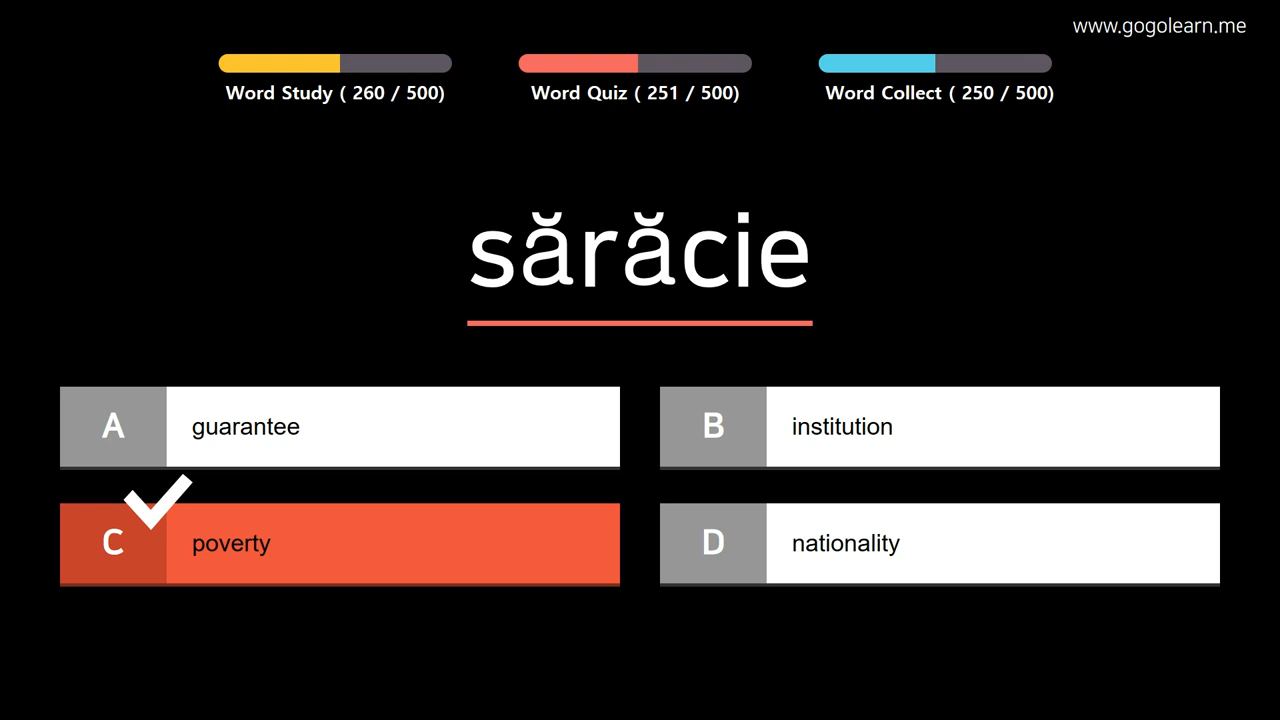 www.gogolearn.me
Word Study ( 260 / 500)
Word Quiz ( 251 / 500)
Word Collect ( 250 / 500)
sărăcie
A guarantee
B institution
C poverty
D nationality